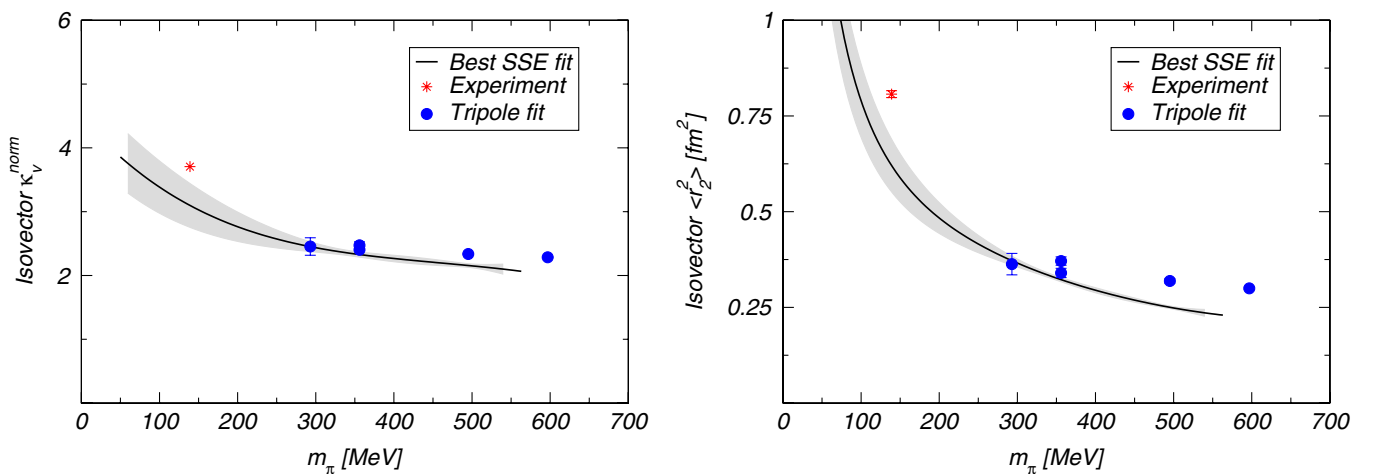 6
4
2
Isovector κ_v^norm
Best SSE fit
Experiment
Tripole fit
0 100 200 300 400 500 600 700
m_π [MeV]
1
0.75
0.5
0.25
Isovector <r_2^2> [fm^2]
Best SSE fit
Experiment
Tripole fit
0 100 200 300 400 500 600 700
m_π [MeV]